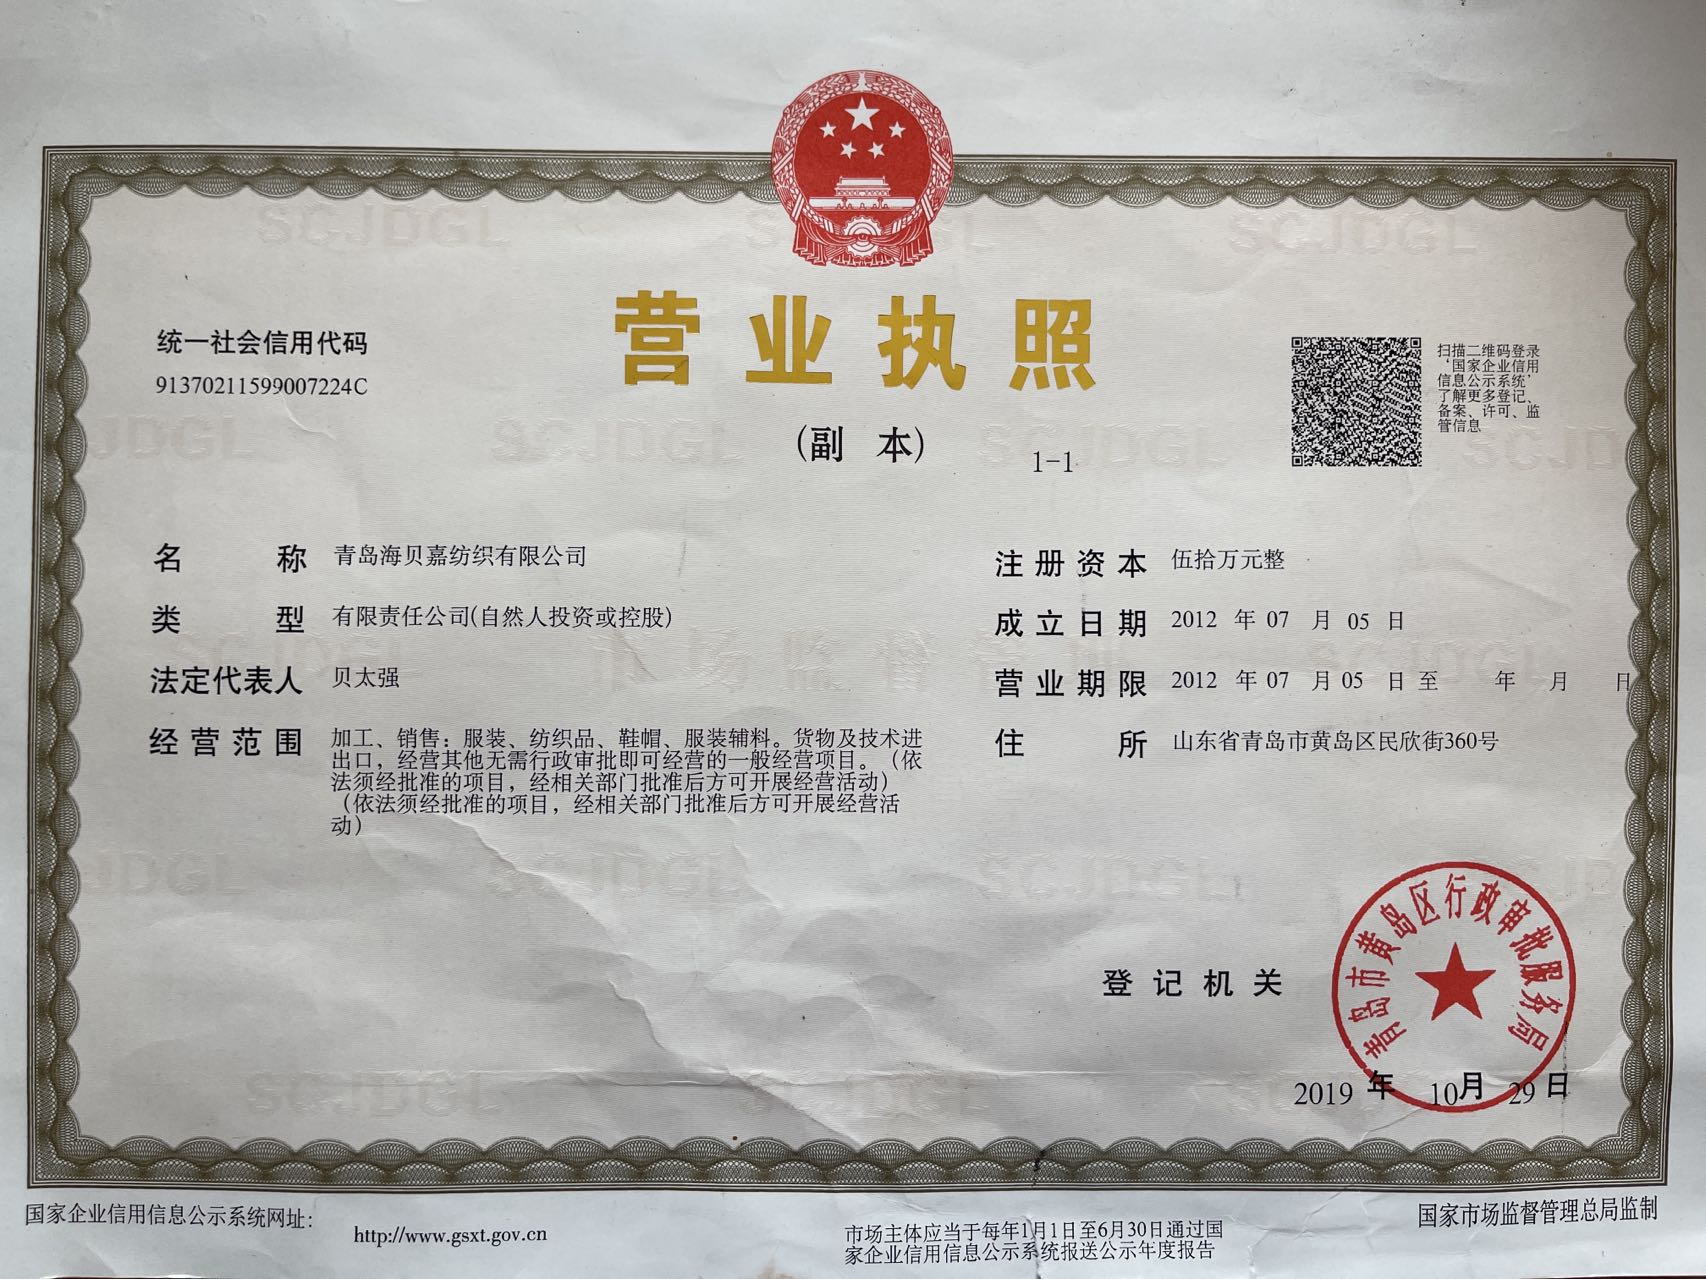 营业执照
(副 本)
1-1
统一社会信用代码
91370211599007224C
扫描二维码登录
‘国家企业信用
信息公示系统’
了解更多登记、
备案、许可、监
管信息
名 称 青岛海贝嘉纺织有限公司
类 型 有限责任公司(自然人投资或控股)
法定代表人 贝太强
经营范围 加工、销售：服装、纺织品、鞋帽、服装辅料。货物及技术进
出口，经营其他无需行政审批即可经营的一般经营项目。（依
法须经批准的项目，经相关部门批准后方可开展经营活动）
（依法须经批准的项目，经相关部门批准后方可开展经营活
动）
注册资本 伍拾万元整
成立日期 2012 年 07 月 05 日
营业期限 2012 年 07 月 05 日 至 年 月 日
住 所 山东省青岛市黄岛区民欣街360号
登记机关
青岛市黄岛区行政审批服务局
2019 年 10 月 29 日
国家企业信用信息公示系统网址：
http://www.gsxt.gov.cn
市场主体应当于每年1月1日至6月30日通过国
家企业信用信息公示系统报送公示年度报告
国家市场监督管理总局监制
SCJDGL